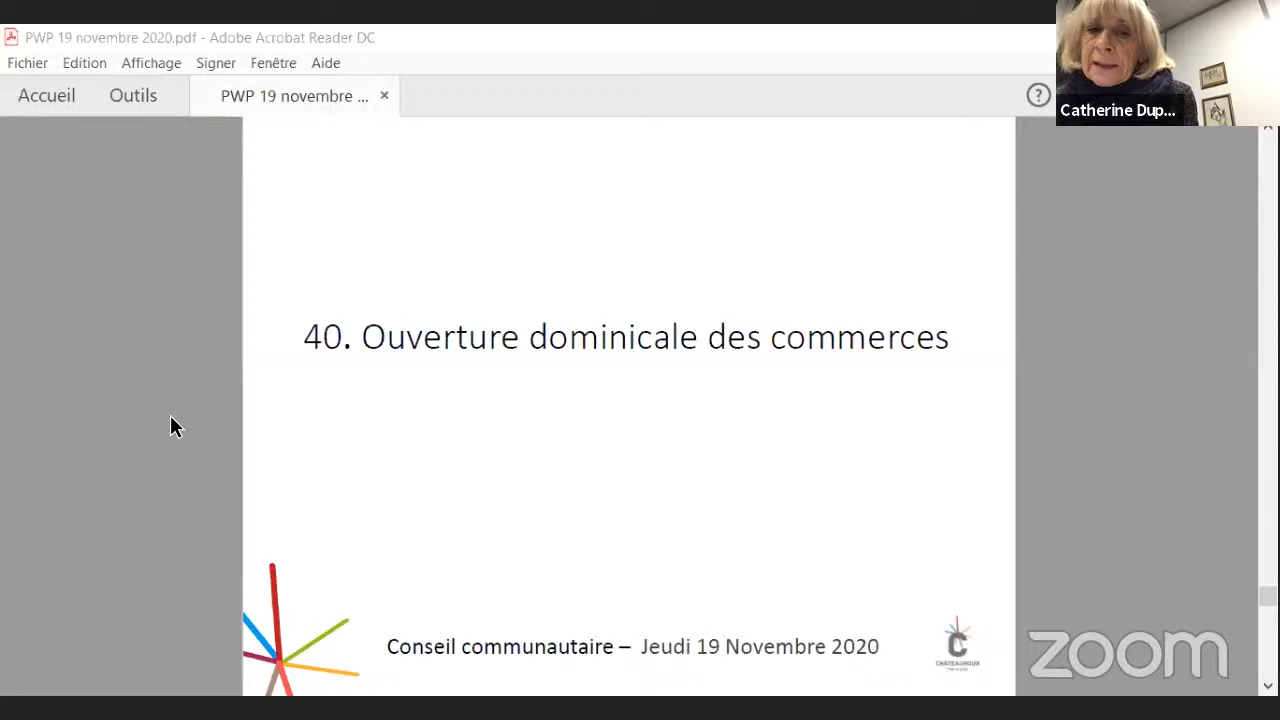 PWP 19 novembre 2020.pdf - Adobe Acrobat Reader DC
Fichier Edition Affichage Signer Fenêtre Aide
Accueil Outils PWP 19 novembre ... ×
?
Catherine Dup...
40. Ouverture dominicale des commerces
Conseil communautaire – Jeudi 19 Novembre 2020
C
CHÂTEAUROUX
zoom